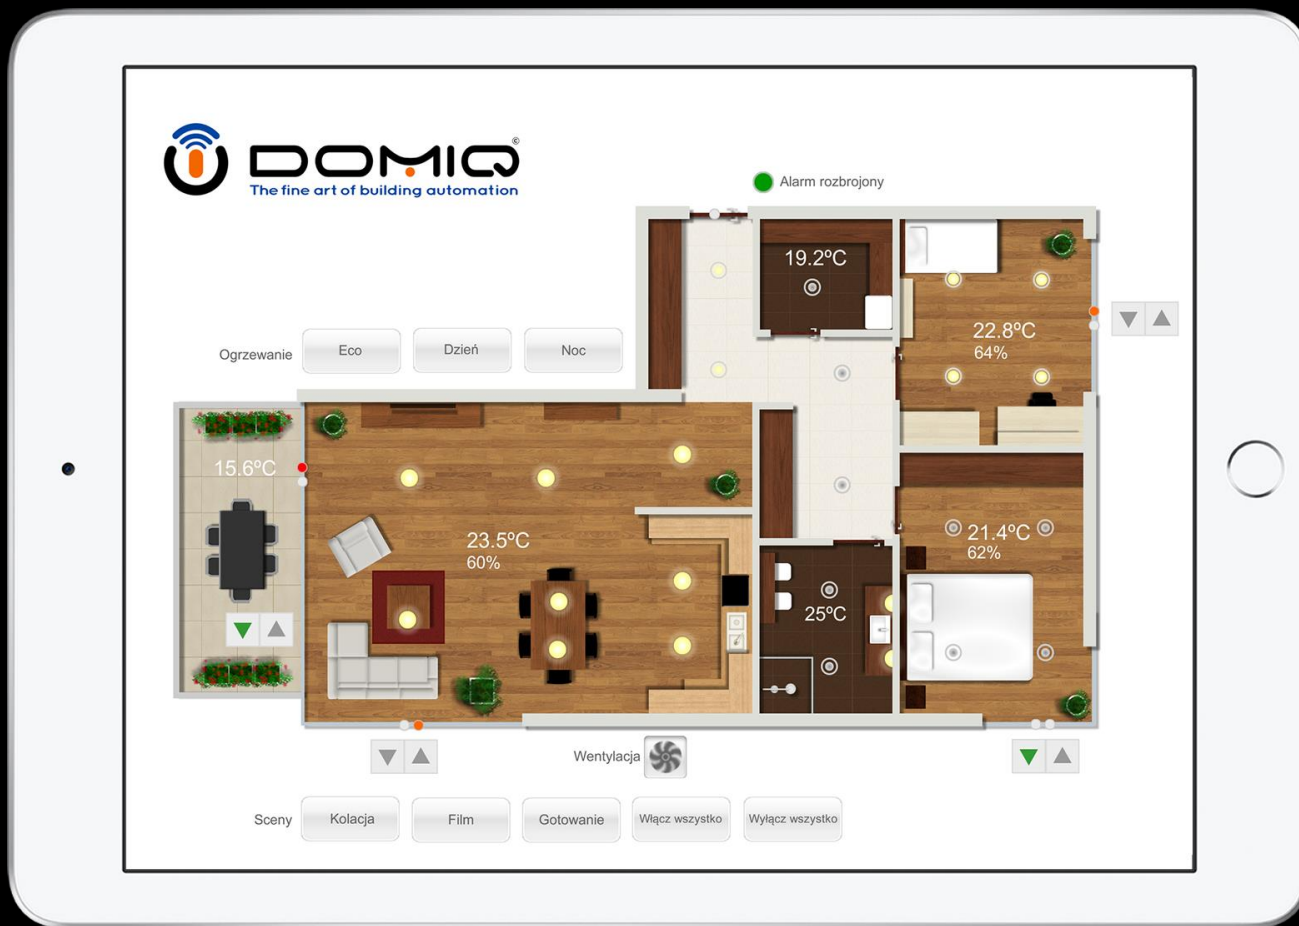 DOMIQ©
The fine art of building automation
Alarm rozbrojony
19.2ºC
22.8ºC
64%
Ogrzewanie
Eco
Dzień
Noc
15.6ºC
23.5ºC
60%
21.4ºC
62%
25ºC
Wentylacja
Sceny
Kolacja
Film
Gotowanie
Włącz wszystko
Wyłącz wszystko